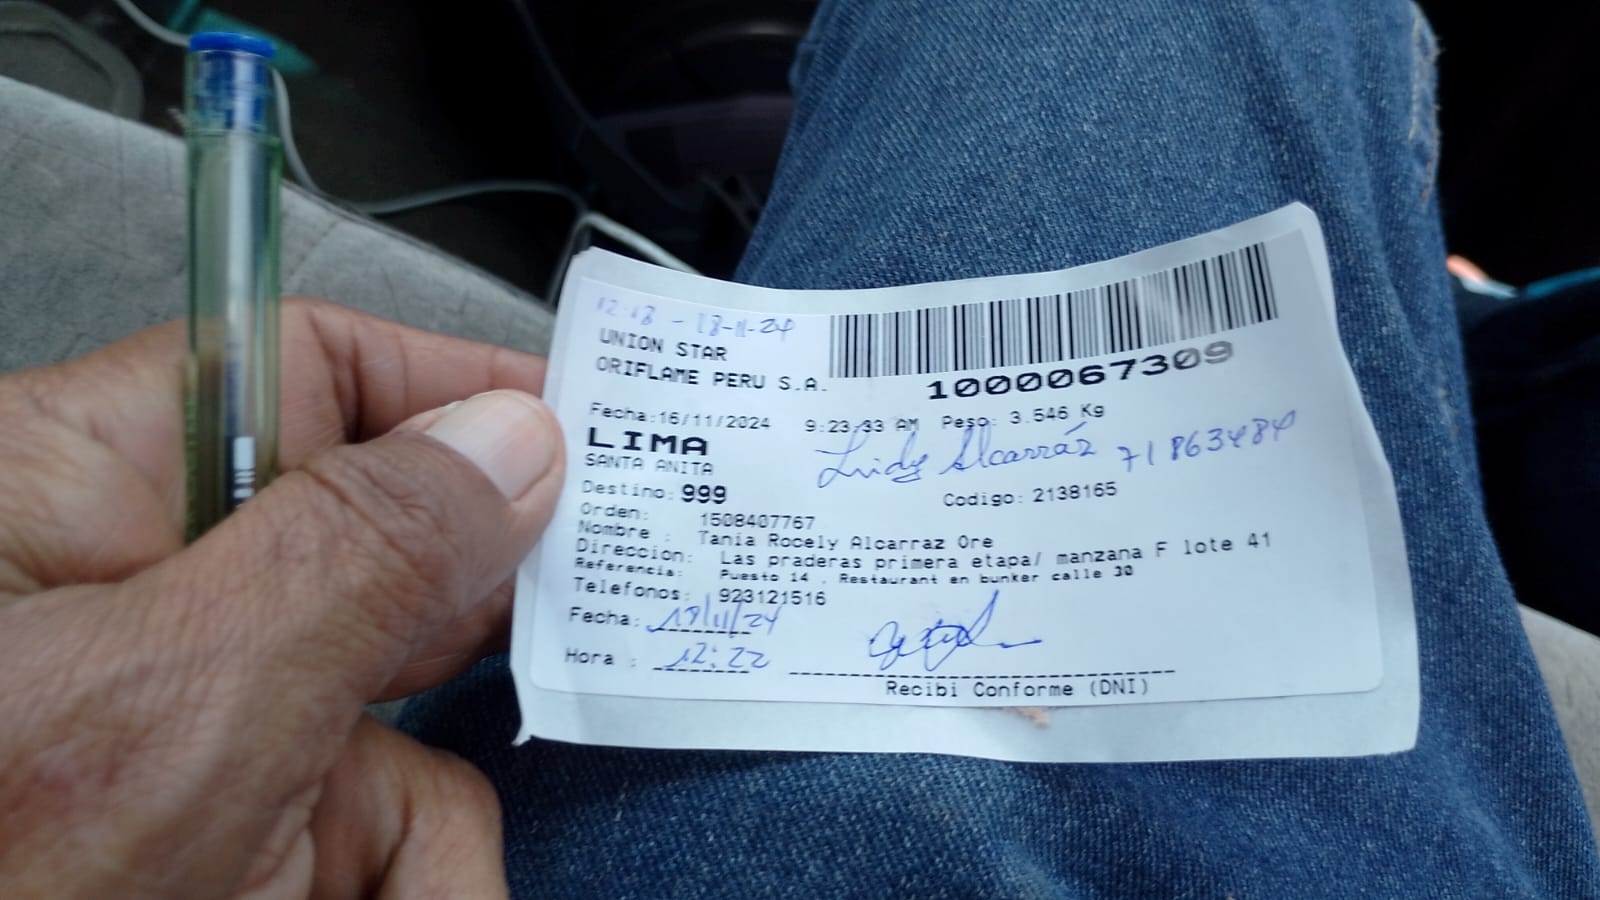 12:18 - 18-11-24
UNION STAR
ORIFLAME PERU S.A.
1000067309
Fecha:16/11/2024 9:23:33 AM Peso: 3.546 Kg
LIMA
SANTA ANITA
Alcarráz 71863484
Destino: 999
Codigo: 2138165
Orden: 1508407767
Nombre : Tania Rocely Alcarraz Ore
Direccion: Las praderas primera etapa/ manzana F lote 41
Referencia: Puesto 14 . Restaurant en bunker calle 30
Telefonos: 923121516
Fecha: 18/11/24
Hora : 12:22
Recibi Conforme (DNI)